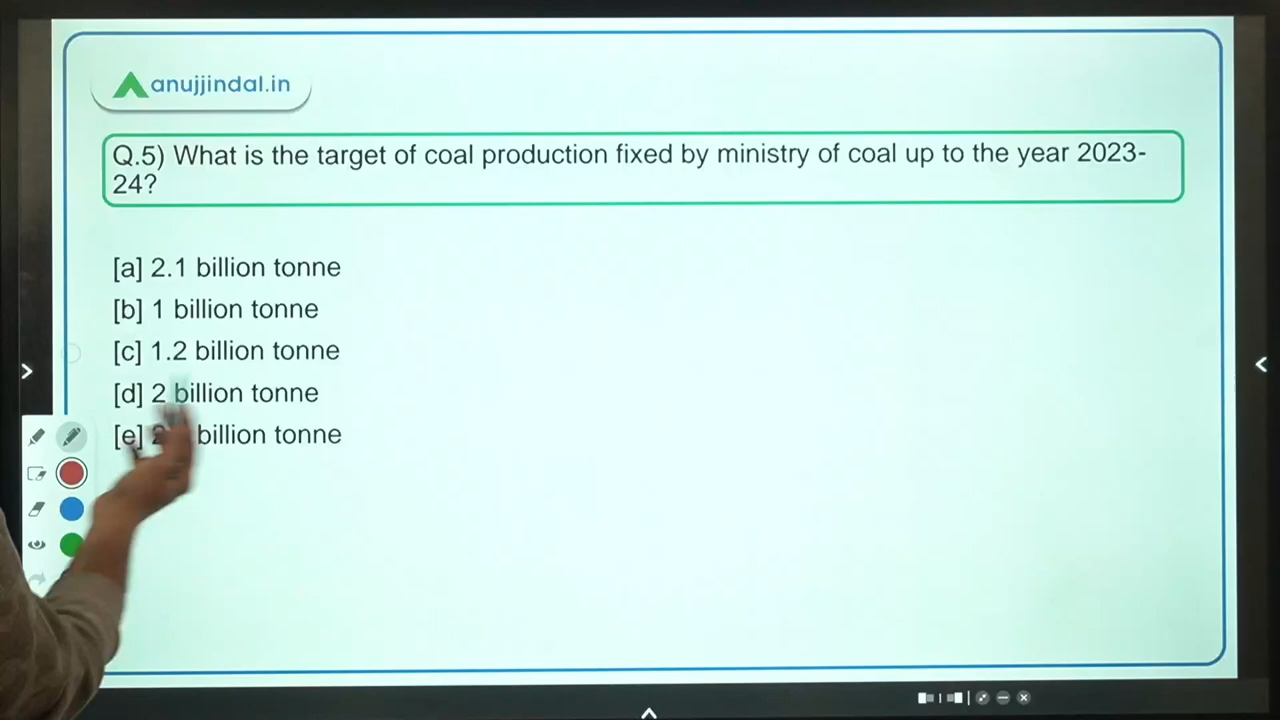 anujjindal.in
Q.5) What is the target of coal production fixed by ministry of coal up to the year 2023-
24?
[a] 2.1 billion tonne
[b] 1 billion tonne
[c] 1.2 billion tonne
[d] 2 billion tonne
[e] billion tonne